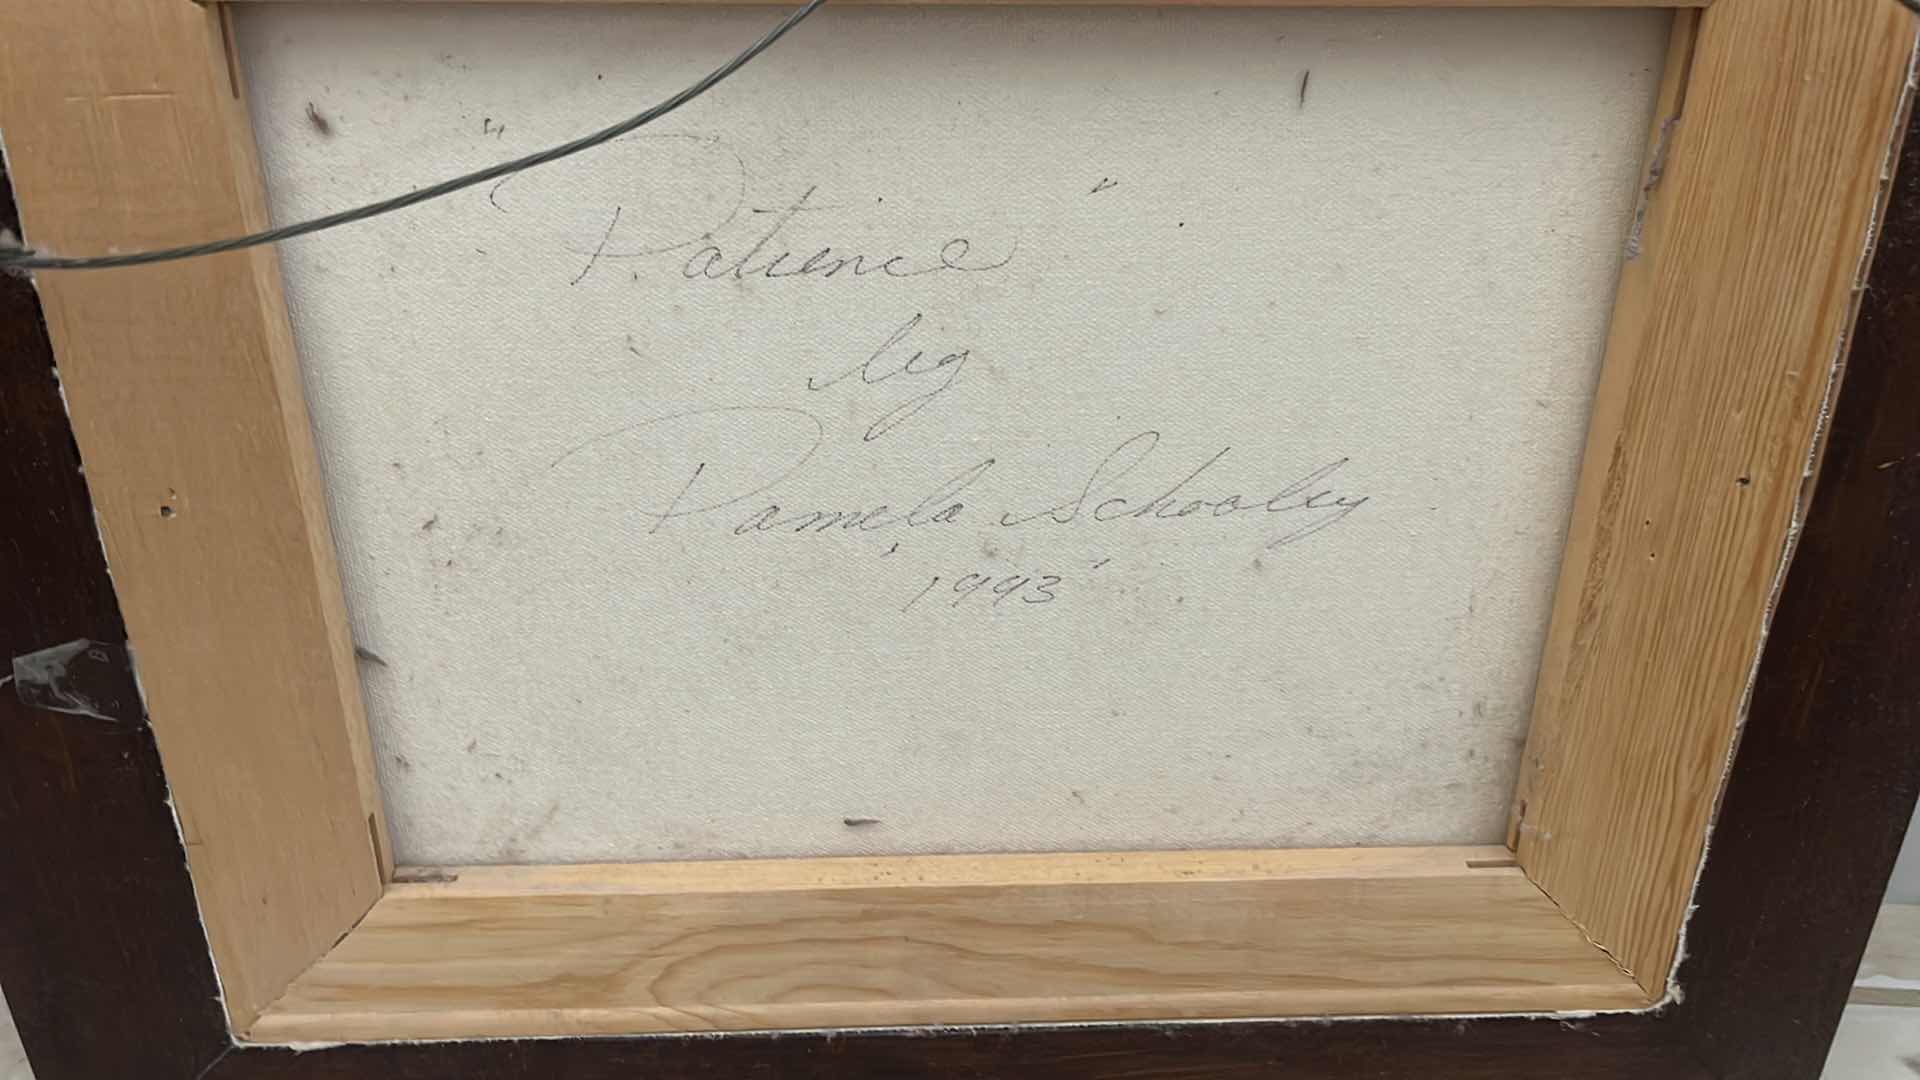 "Patience"
by
Pamela Schooley
'1993'